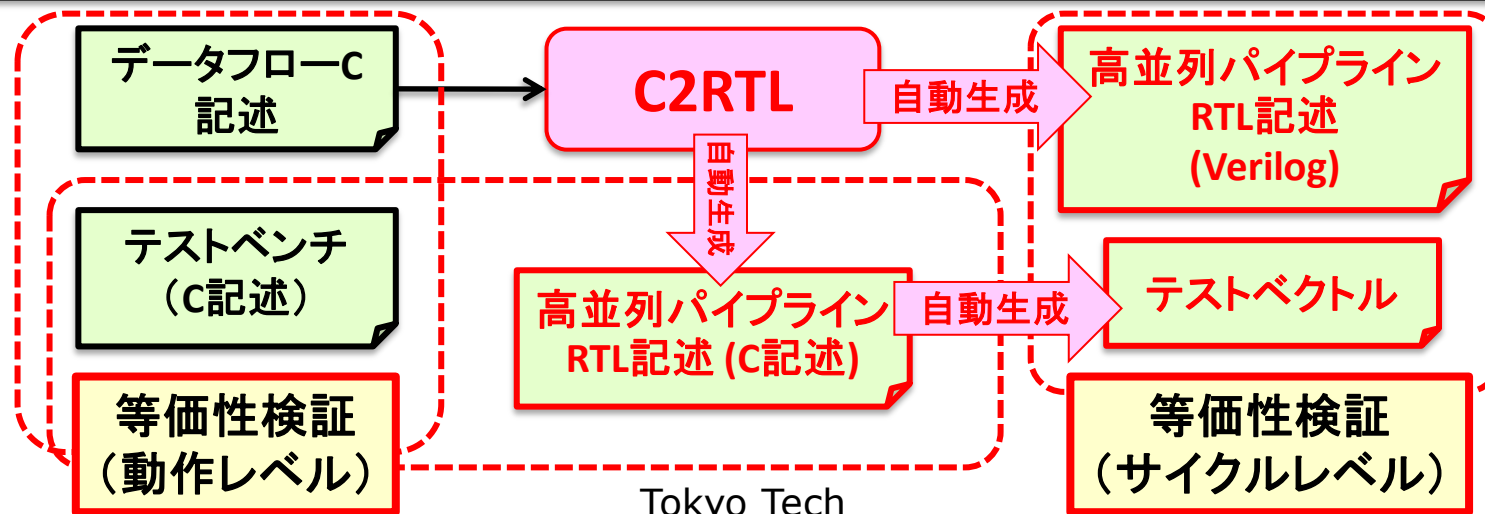 データフローC
記述
C2RTL
自動生成
高並列パイプライン
RTL記述
(Verilog)
自動生成
テストベンチ
（C記述）
高並列パイプライン
RTL記述 (C記述)
自動生成
テストベクトル
等価性検証
（動作レベル）
等価性検証
（サイクルレベル）
Tokyo Tech